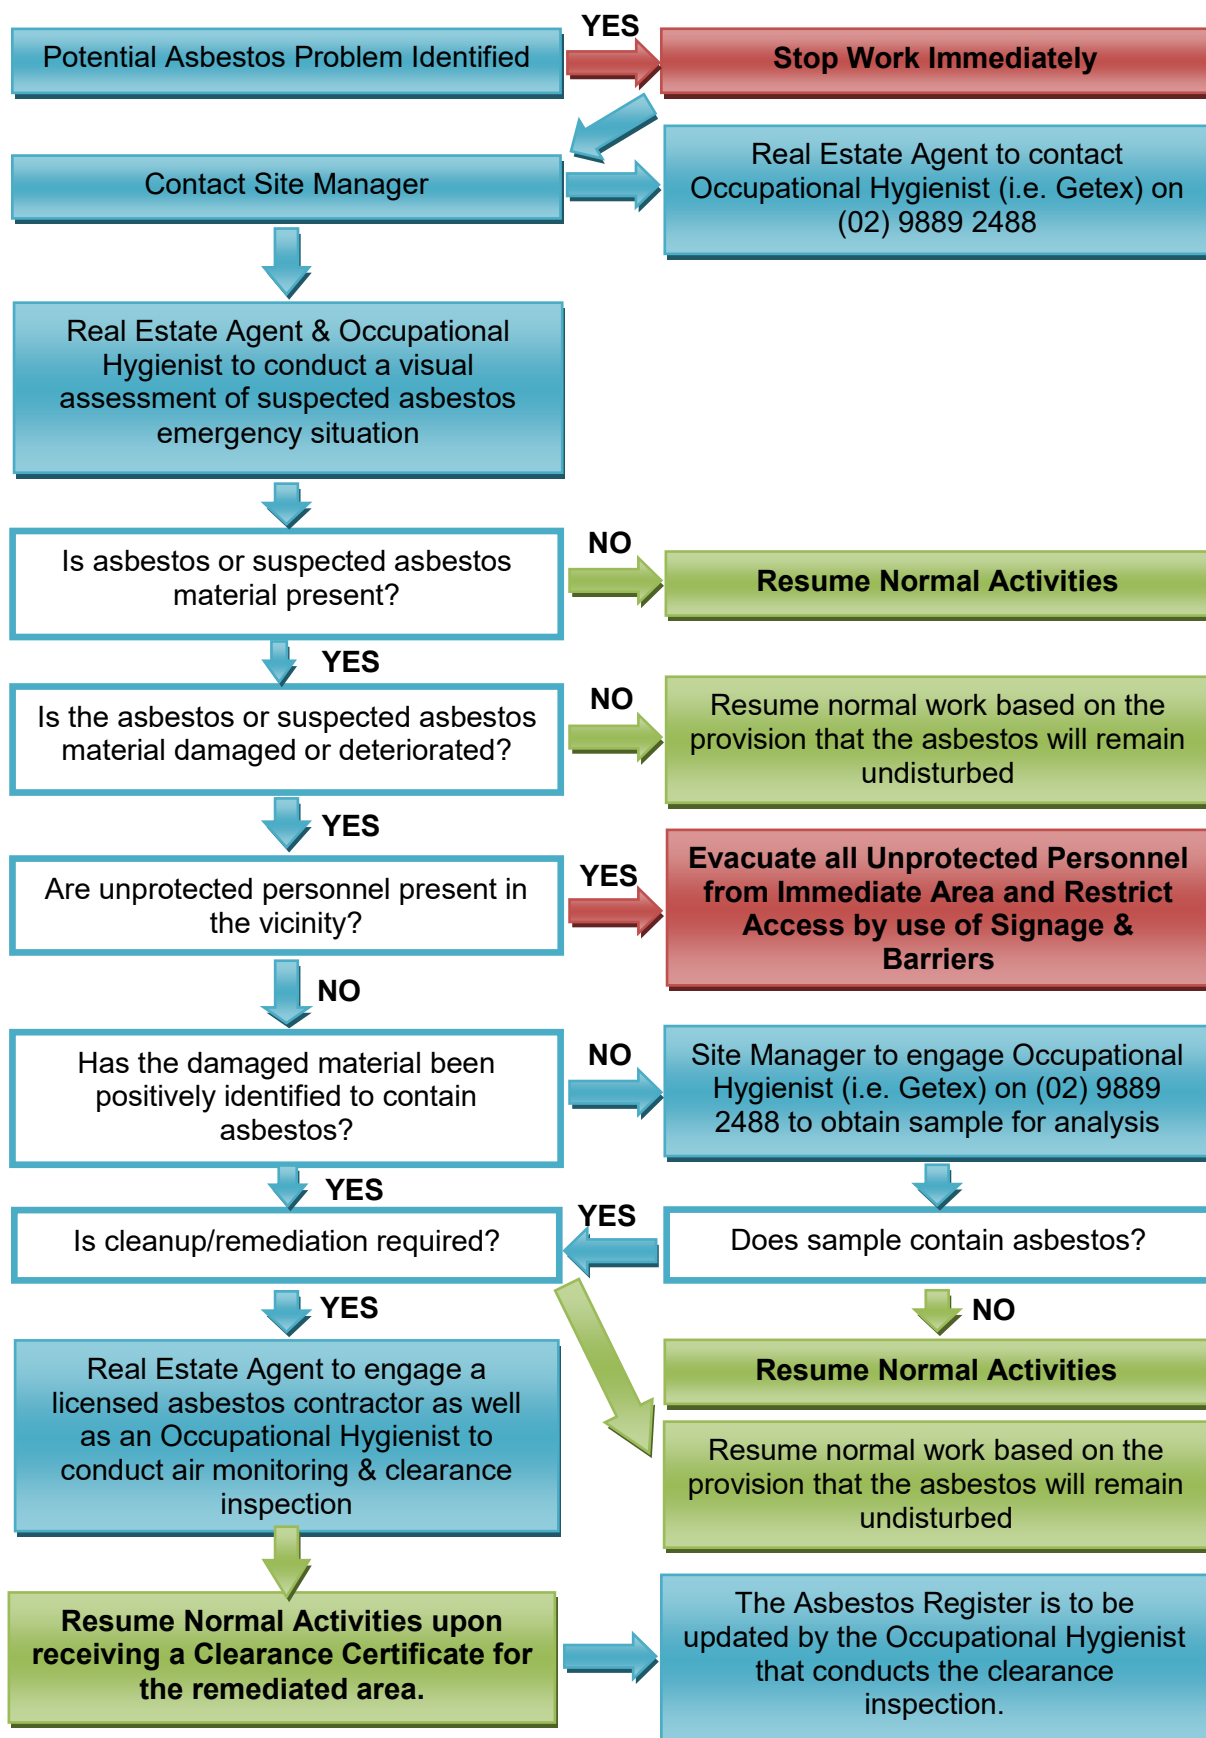 YES
Potential Asbestos Problem Identified
Stop Work Immediately
Contact Site Manager
Real Estate Agent to contact
Occupational Hygienist (i.e. Getex) on
(02) 9889 2488
Real Estate Agent & Occupational
Hygienist to conduct a visual
assessment of suspected asbestos
emergency situation
Is asbestos or suspected asbestos
material present?
NO
Resume Normal Activities
YES
Is the asbestos or suspected asbestos
material damaged or deteriorated?
NO
Resume normal work based on the
provision that the asbestos will remain
undisturbed
YES
Are unprotected personnel present in
the vicinity?
YES
Evacuate all Unprotected Personnel
from Immediate Area and Restrict
Access by use of Signage &
Barriers
NO
Has the damaged material been
positively identified to contain
asbestos?
NO
Site Manager to engage Occupational
Hygienist (i.e. Getex) on (02) 9889
2488 to obtain sample for analysis
YES
Is cleanup/remediation required?
YES
Does sample contain asbestos?
YES
NO
Real Estate Agent to engage a
licensed asbestos contractor as well
as an Occupational Hygienist to
conduct air monitoring & clearance
inspection
Resume Normal Activities
Resume normal work based on the
provision that the asbestos will remain
undisturbed
Resume Normal Activities upon
receiving a Clearance Certificate for
the remediated area.
The Asbestos Register is to be
updated by the Occupational Hygienist
that conducts the clearance
inspection.